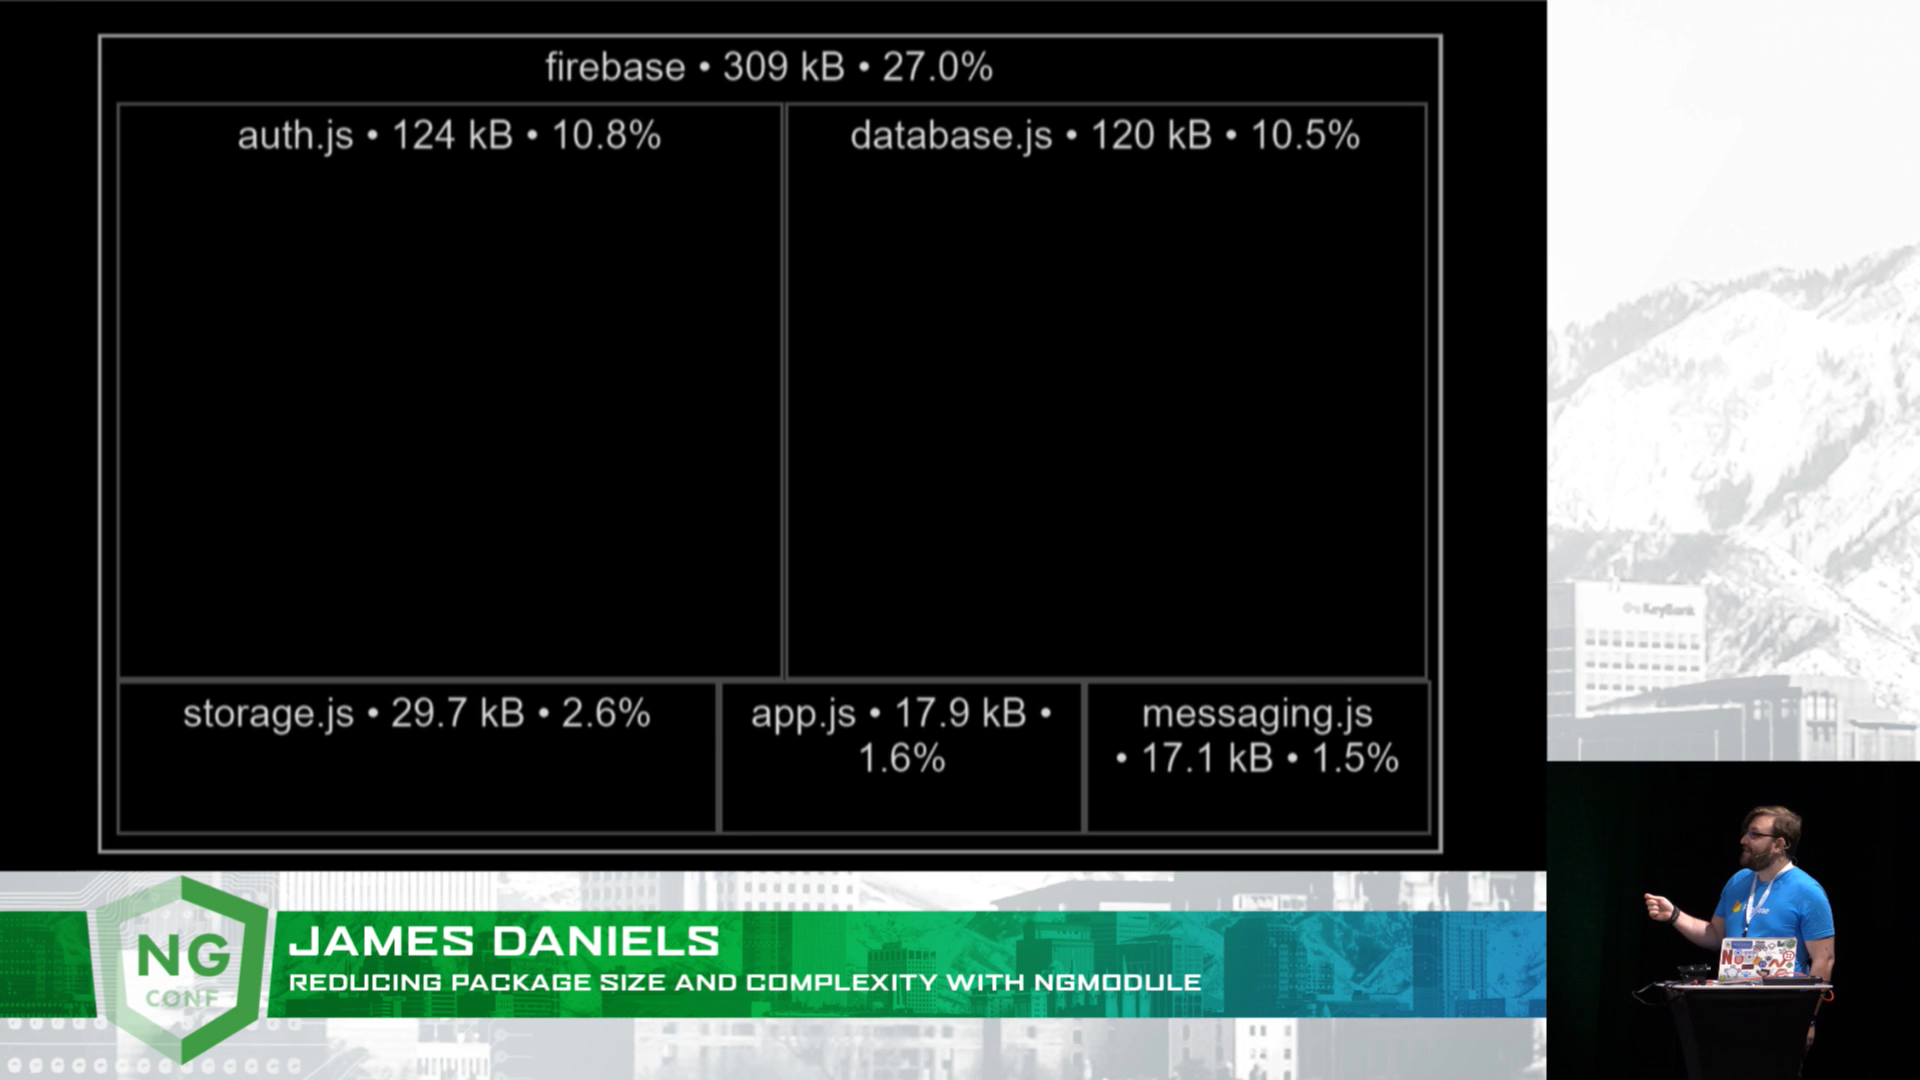 firebase • 309 kB • 27.0%
auth.js • 124 kB • 10.8%
database.js • 120 kB • 10.5%
storage.js • 29.7 kB • 2.6%
app.js • 17.9 kB •
1.6%
messaging.js
• 17.1 kB • 1.5%
KeyBank
NG
CONF
JAMES DANIELS
REDUCING PACKAGE SIZE AND COMPLEXITY WITH NGMODULE